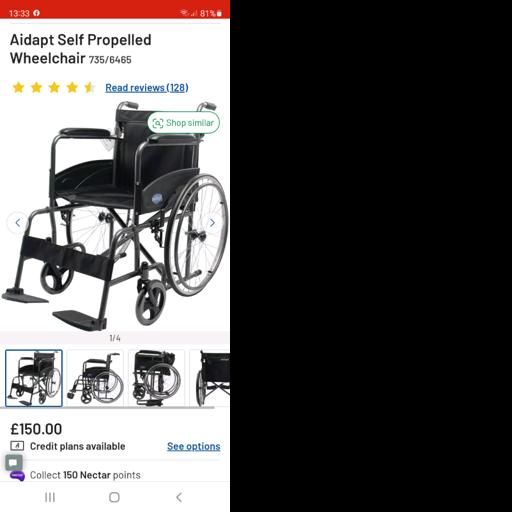 13:33
81%
Aidapt Self Propelled
Wheelchair 735/6465
Read reviews (128)
Shop similar
1/4
£150.00
Credit plans available
See options
Collect 150 Nectar points